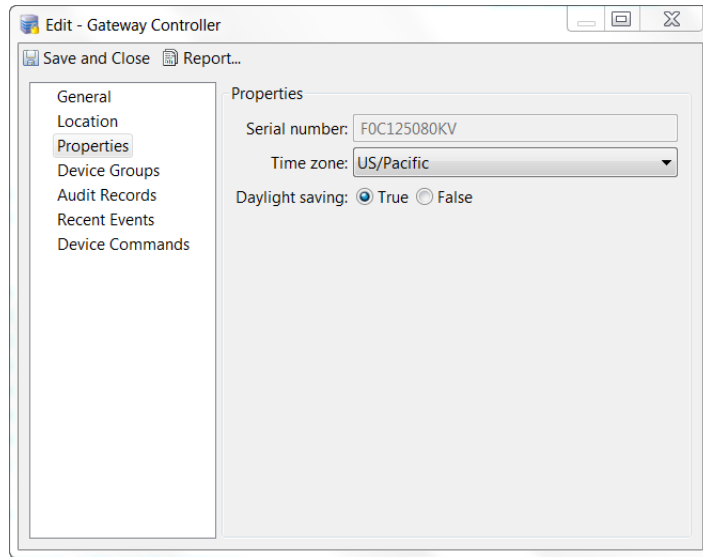 Edit - Gateway Controller
Save and Close Report...
General
Location
Properties
Device Groups
Audit Records
Recent Events
Device Commands
Properties
Serial number: F0C125080KV
Time zone: US/Pacific
Daylight saving: True False